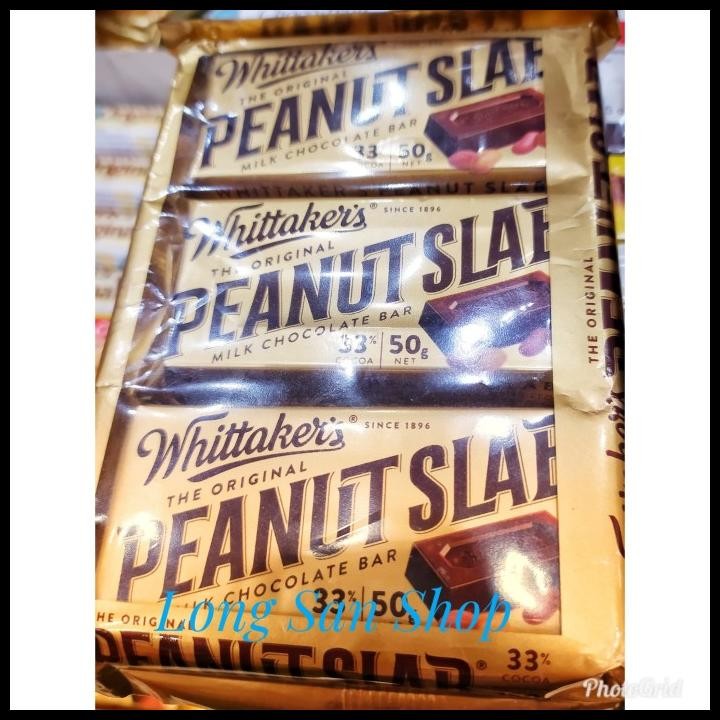 Whittaker's
THE ORIGINAL
PEANUT SLAB
MILK CHOCOLATE BAR
33 COCOA 50g NET
WHITTAKER'S PEANUT SLAB
Whittaker's® SINCE 1896
THE ORIGINAL
PEANUT SLAB
MILK CHOCOLATE BAR
33% COCOA 50g NET
THE ORIGINAL
Whittaker's® SINCE 1896
THE ORIGINAL
PEANUT SLAB
MILK CHOCOLATE BAR
33% 50
Long San Shop
THE ORIGINAL
PEANUT SLAB® 33%
COCOA
PhotoGrid